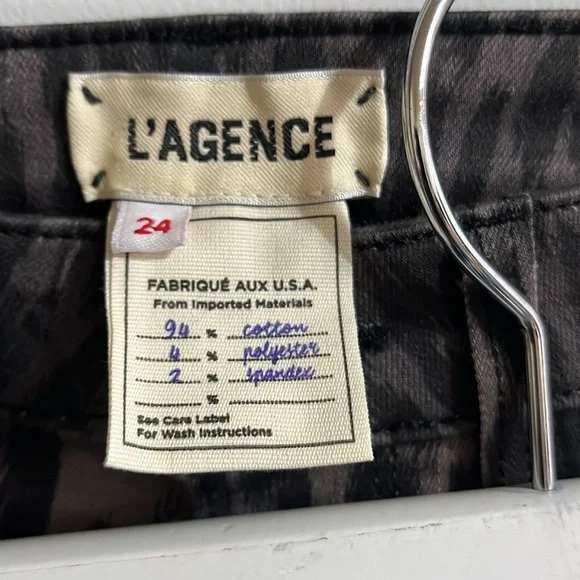 L'AGENCE
24
FABRIQUÉ AUX U.S.A.
From Imported Materials
94 % cotton
4 % polyester
2 % spandex
%
See Care Label
For Wash Instructions